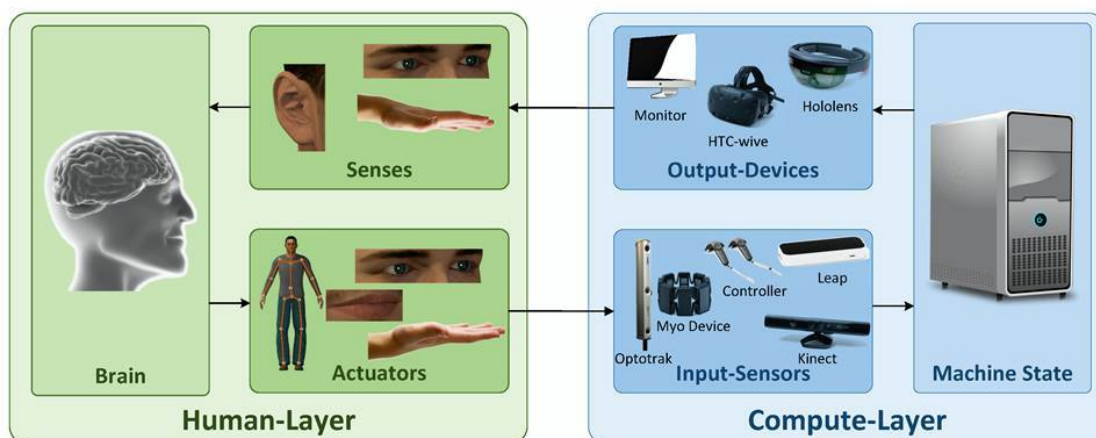 Monitor
HTC-wive
Hololens
Senses
Output-Devices
Optotrak
Myo Device
Controller
Leap
Kinect
Brain
Actuators
Input-Sensors
Machine State
Human-Layer
Compute-Layer